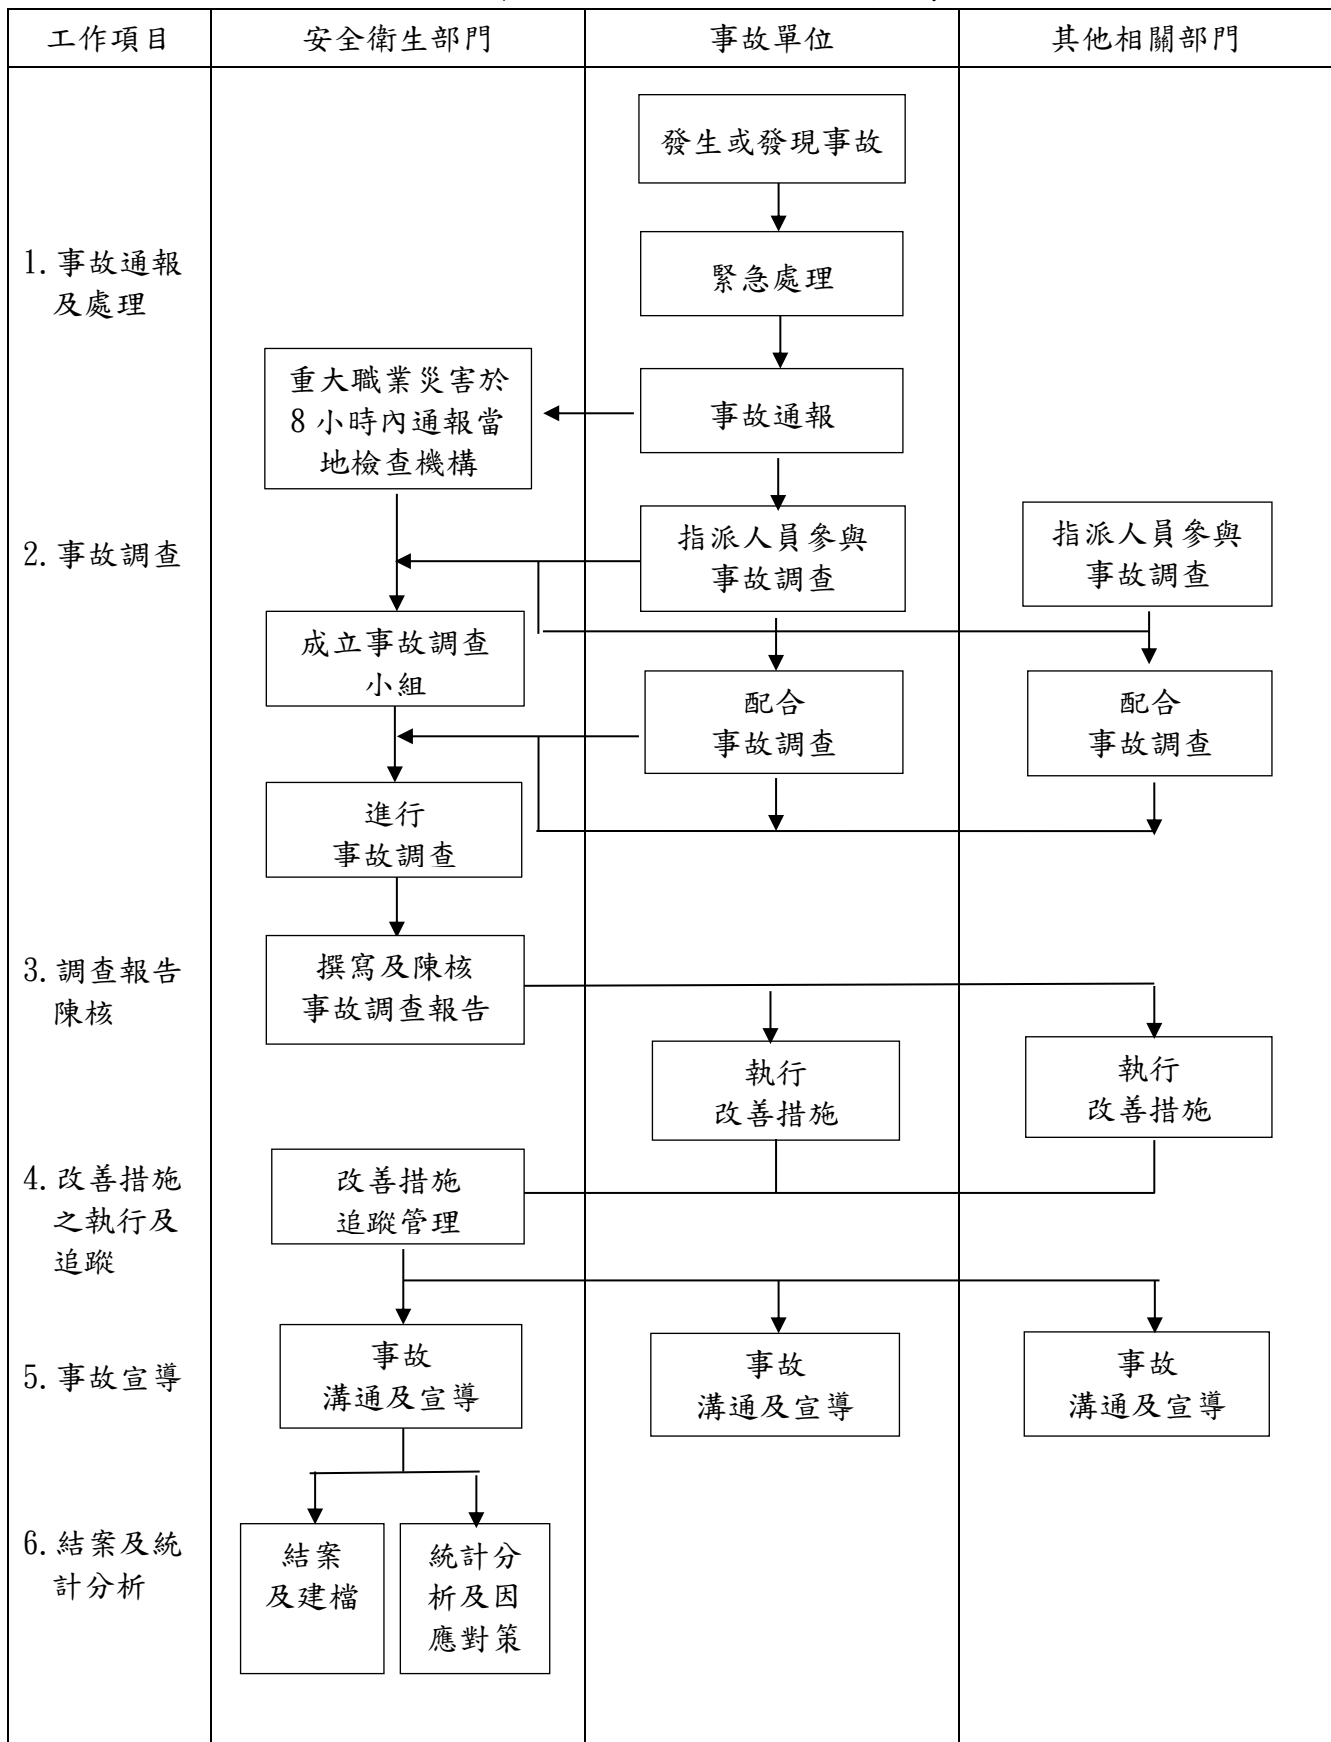 工作項目
安全衛生部門
事故單位
其他相關部門
發生或發現事故
1.事故通報
及處理
緊急處理
重大職業災害於
8小時內通報當
地檢查機構
事故通報
2.事故調查
指派人員參與
事故調查
指派人員參與
事故調查
成立事故調查
小組
配合
事故調查
配合
事故調查
進行
事故調查
3.調查報告
陳核
撰寫及陳核
事故調查報告
執行
改善措施
執行
改善措施
4.改善措施
之執行及
追蹤
改善措施
追蹤管理
5.事故宣導
事故
溝通及宣導
事故
溝通及宣導
事故
溝通及宣導
6.結案及統
計分析
結案
及建檔
統計分
析及因
應對策